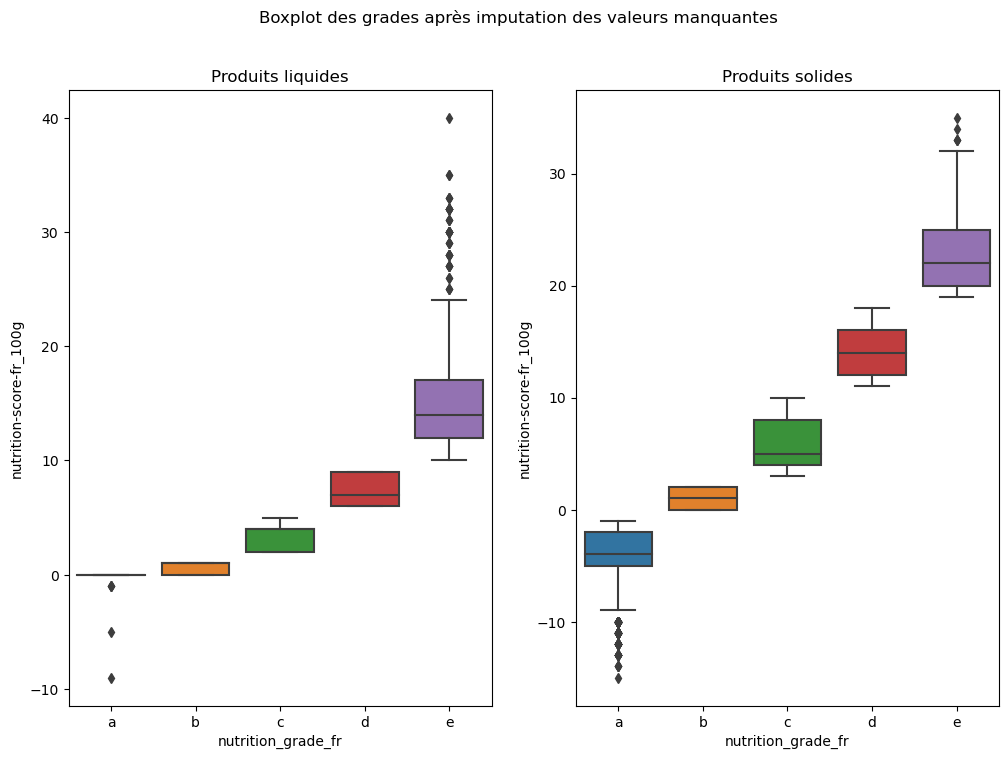 Boxplot des grades après imputation des valeurs manquantes
Produits liquides
nutrition-score-fr_100g
40
30
20
10
0
−10
a b c d e
nutrition_grade_fr
Produits solides
nutrition-score-fr_100g
30
20
10
0
−10
a b c d e
nutrition_grade_fr